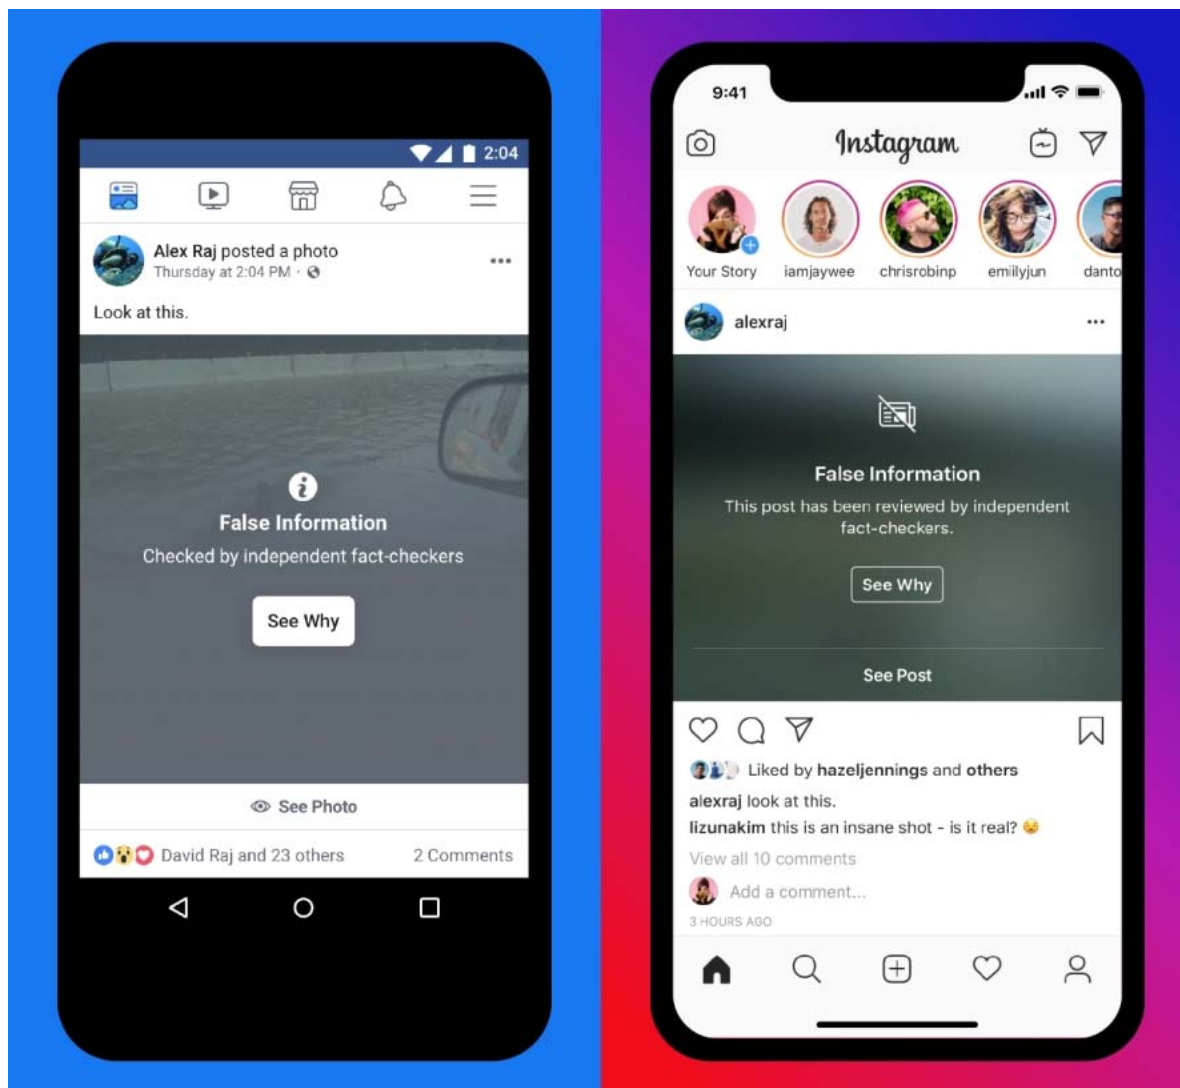 2:04
Alex Raj posted a photo
Thursday at 2:04 PM ·
Look at this.
False Information
Checked by independent fact-checkers
See Why
See Photo
David Raj and 23 others 2 Comments
9:41
Instagram
Your Story iamjaywee chrisrobinp emiilyjun danto
alexraj
False Information
This post has been reviewed by independent
fact-checkers.
See Why
See Post
Liked by hazeljennings and others
alexraj look at this.
lizunakim this is an insane shot - is it real? 😣
View all 10 comments
Add a comment...
3 HOURS AGO